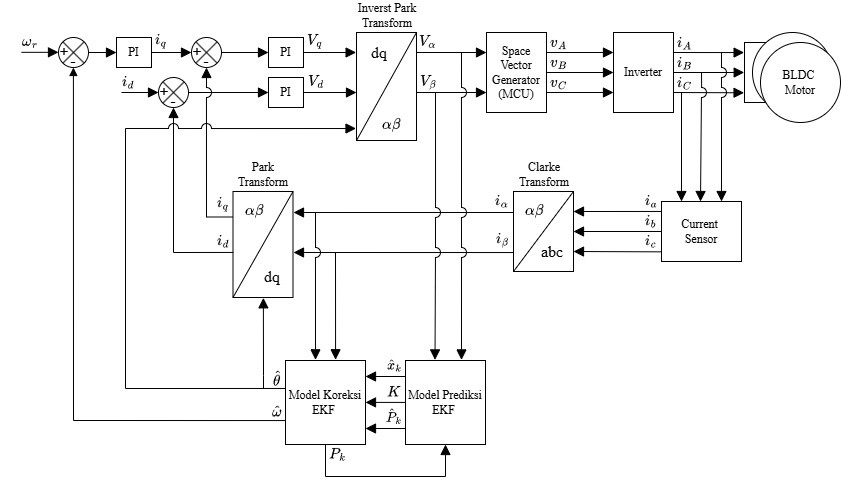 Inverst Park
Transform
ω_r
+
-
PI
i_q
+
-
PI
V_q
dq
αβ
V_α
V_β
Space
Vector
Generator
(MCU)
v_A
v_B
v_C
Inverter
i_A
i_B
i_C
BLDC
Motor
i_d
+
-
PI
V_d
Park
Transform
αβ
dq
i_q
i_d
Clarke
Transform
i_α
i_β
αβ
abc
i_a
i_b
i_c
Current
Sensor
θ̂
ω̂
Model Koreksi
EKF
x̂_k
K
P̂_k
Model Prediksi
EKF
P_k